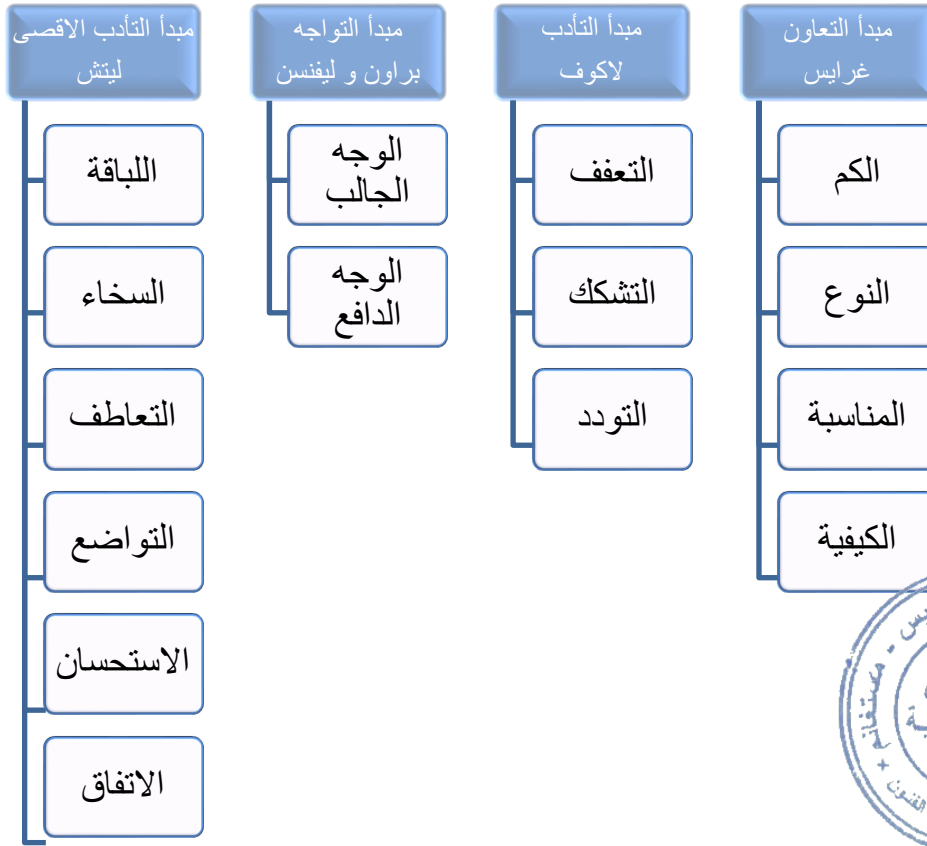 مبدأ التعاون
غرايس
الكم
النوع
المناسبة
الكيفية
مبدأ التأدب
لاكوف
التعفف
التشكك
التودد
مبدأ التواجه
براون و ليفنسن
الوجه
الجالب
الوجه
الدافع
مبدأ التأدب الاقصى
ليتش
اللباقة
السخاء
التعاطف
التواضع
الاستحسان
الاتفاق
مستغانم